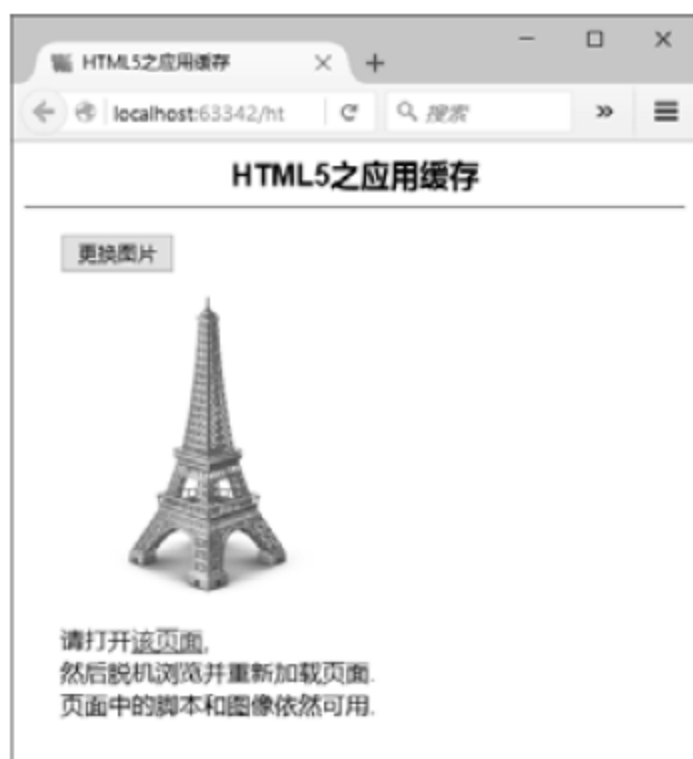 HTML5之应用缓存
localhost:63342/ht
搜索
HTML5之应用缓存
更换图片
请打开该页面,
然后脱机浏览并重新加载页面.
页面中的脚本和图像依然可用.